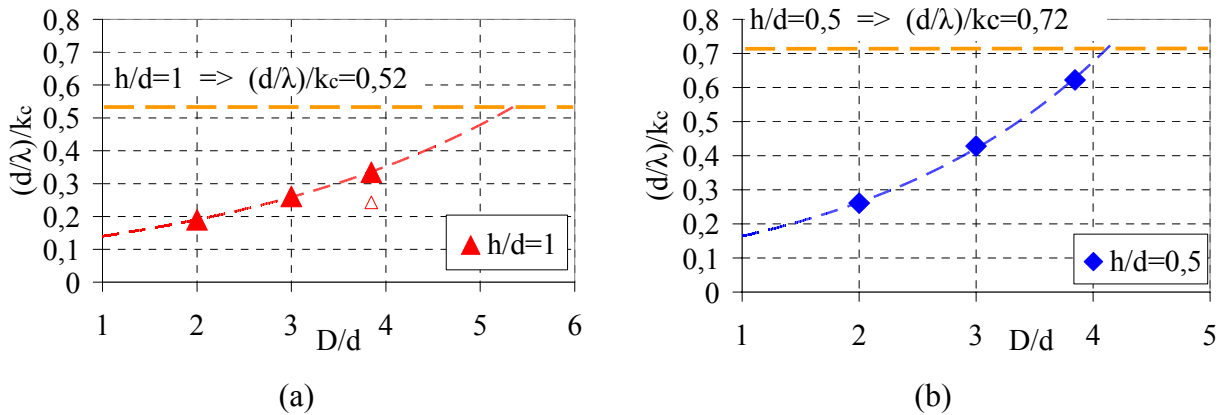 0,8
0,7
0,6
0,5
0,4
0,3
0,2
0,1
0
(d/λ)/kc
h/d=1 => (d/λ)/kc=0,52
h/d=1
1 2 3 4 5 6
D/d
(a)
0,8
0,7
0,6
0,5
0,4
0,3
0,2
0,1
0
(d/λ)/kc
h/d=0,5 => (d/λ)/kc=0,72
h/d=0,5
1 2 3 4 5
D/d
(b)